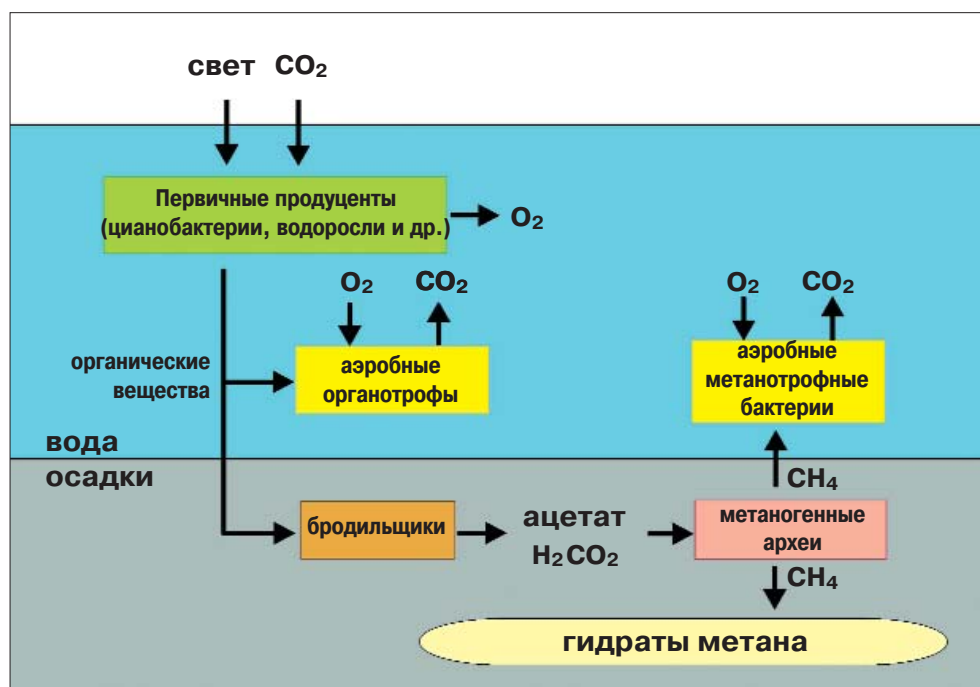 свет CO₂
Первичные продуценты
(цианобактерии, водоросли и др.)
O₂
O₂ CO₂
органические
вещества
аэробные
органотрофы
O₂ CO₂
аэробные
метанотрофные
бактерии
вода
осадки
CH₄
бродильщики
ацетат
H₂CO₂
метаногенные
археи
CH₄
гидраты метана